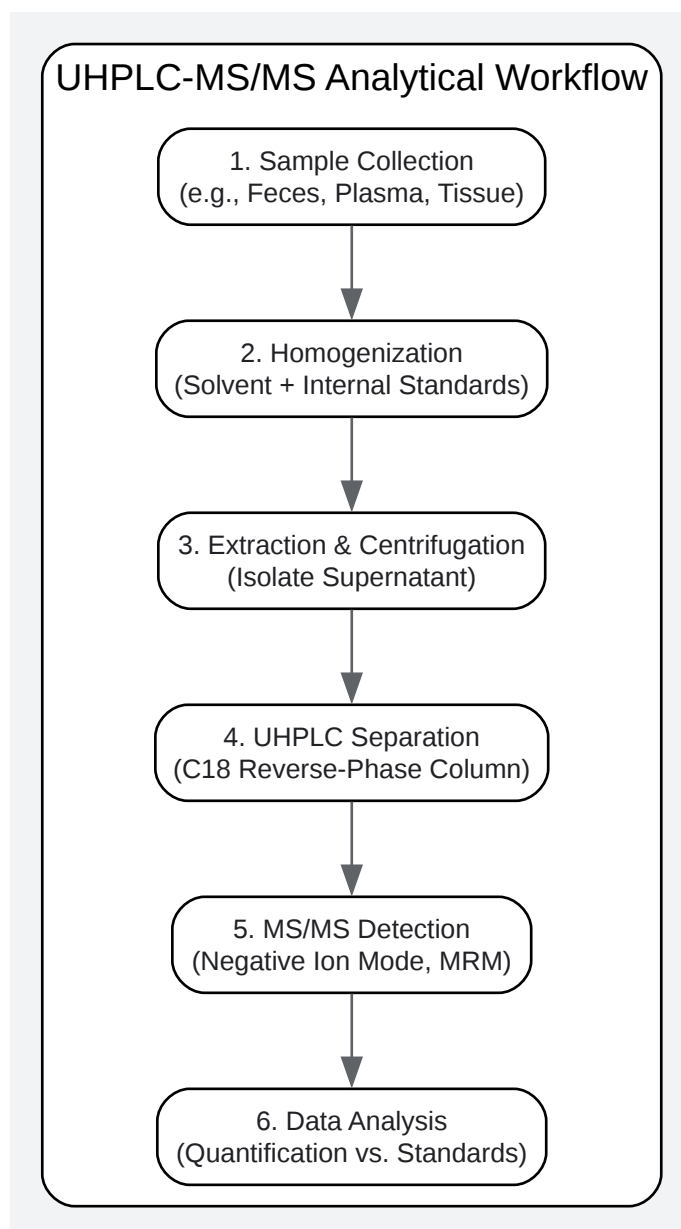 UHPLC-MS/MS Analytical Workflow
1. Sample Collection
(e.g., Feces, Plasma, Tissue)
2. Homogenization
(Solvent + Internal Standards)
3. Extraction & Centrifugation
(Isolate Supernatant)
4. UHPLC Separation
(C18 Reverse-Phase Column)
5. MS/MS Detection
(Negative Ion Mode, MRM)
6. Data Analysis
(Quantification vs. Standards)